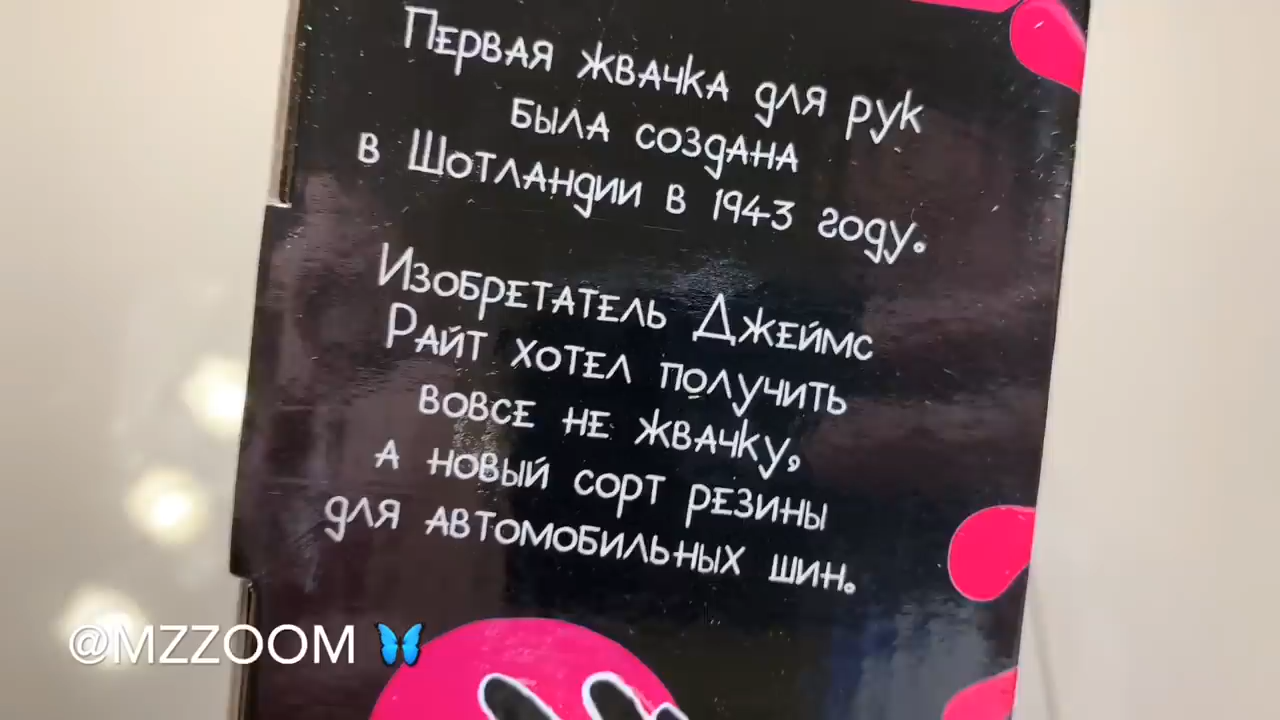 Первая жвачка для рук
была создана
в Шотландии в 1943 году.
Изобретатель Джеймс
Райт хотел получить
вовсе не жвачку,
а новый сорт резины
для автомобильных шин.
@MZZOOM 🦋